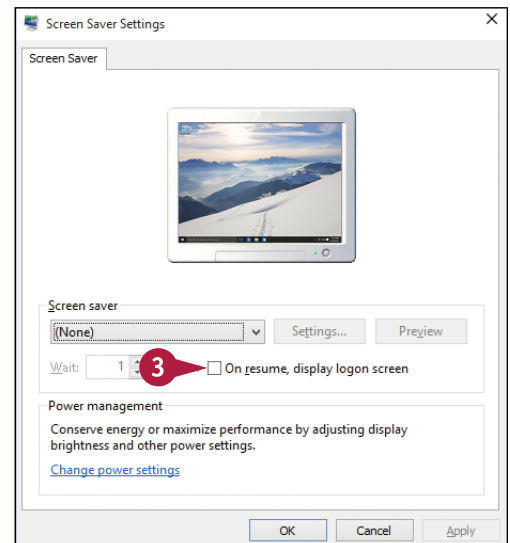 Screen Saver Settings
Screen Saver
Screen saver
(None)
Settings...
Preview
Wait:
1
3
On resume, display logon screen
Power management
Conserve energy or maximize performance by adjusting display
brightness and other power settings.
Change power settings
OK
Cancel
Apply